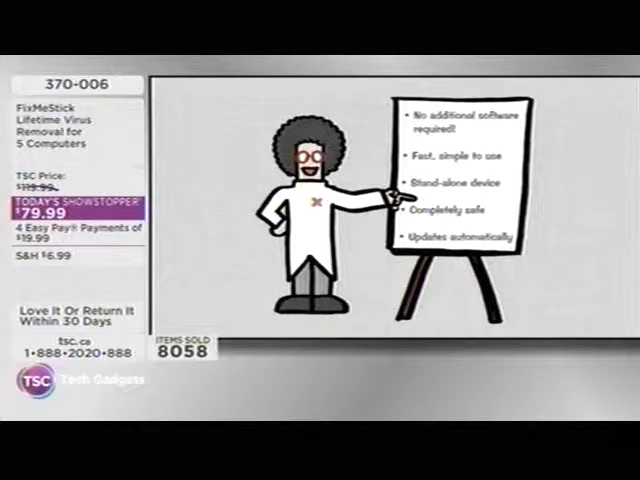 370-006
FixMeStick
Lifetime Virus
Removal for
5 Computers
TSC Price:
$119.99
TODAY'S SHOWSTOPPER
$79.99
4 Easy Pay® Payments of
$19.99
S&H $6.99
Love It Or Return It
Within 30 Days
tsc.ca
1•888•2020•888
ITEMS SOLD
8058
TSC Tech Gadgets
• No additional software
required!
• Fast, simple to use
• Stand-alone device
• Completely safe
• Updates automatically